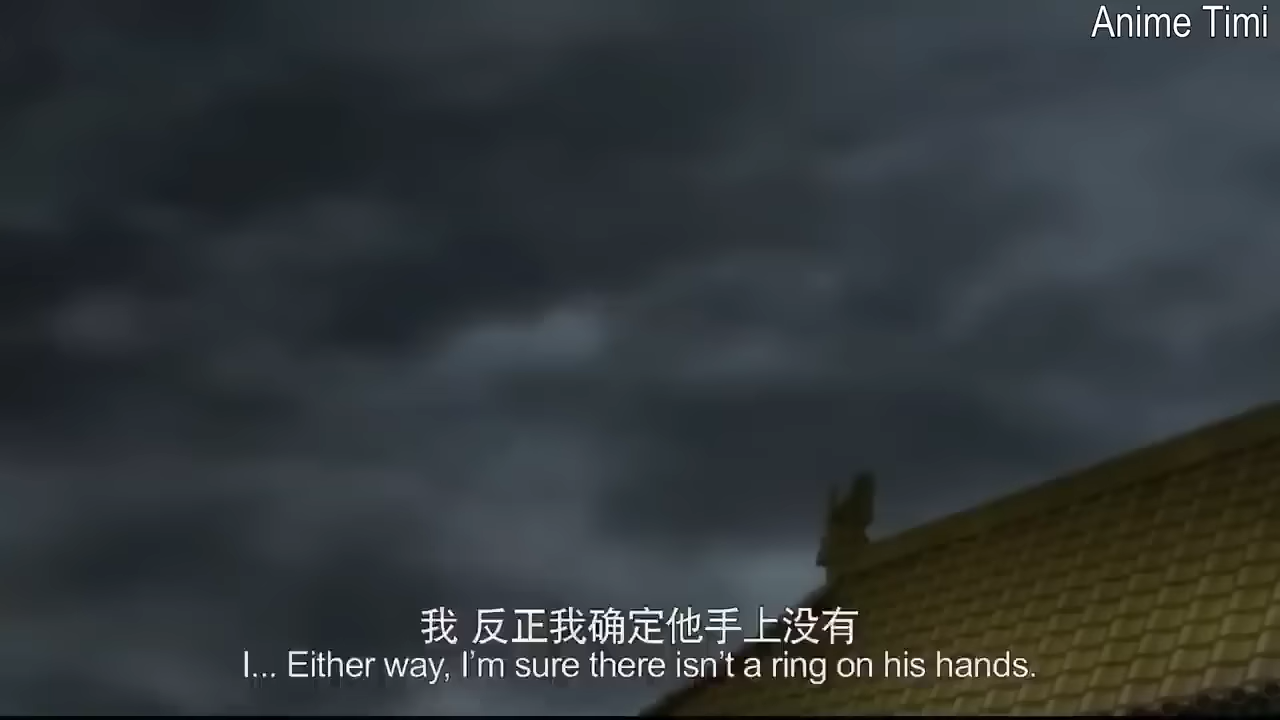 Anime Timi
我 反正我确定他手上没有
I... Either way, I'm sure there isn't a ring on his hands.